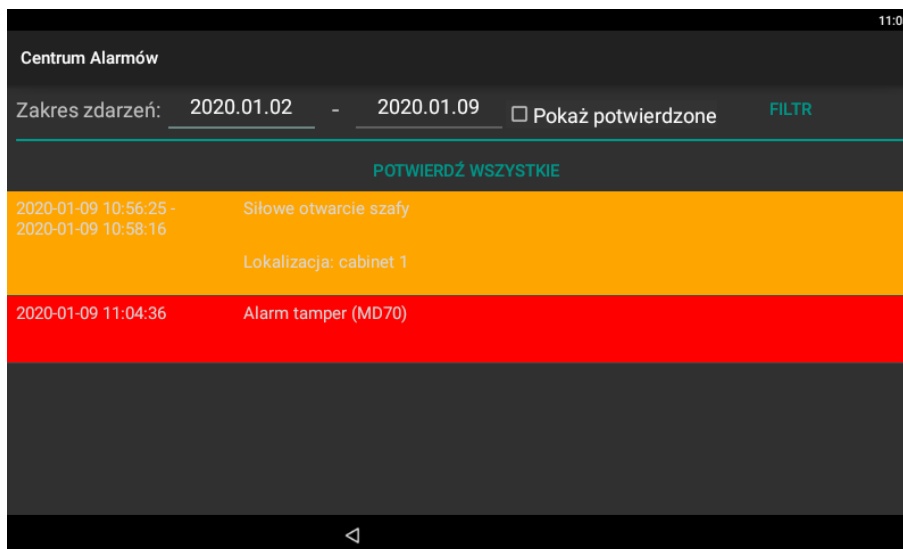 11:0
Centrum Alarmów
Zakres zdarzeń: 2020.01.02 - 2020.01.09 Pokaż potwierdzone FILTR
POTWIERDŹ WSZYSTKIE
2020-01-09 10:56:25 - Siłowe otwarcie szafy
2020-01-09 10:58:16
Lokalizacja: cabinet 1
2020-01-09 11:04:36 Alarm tamper (MD70)